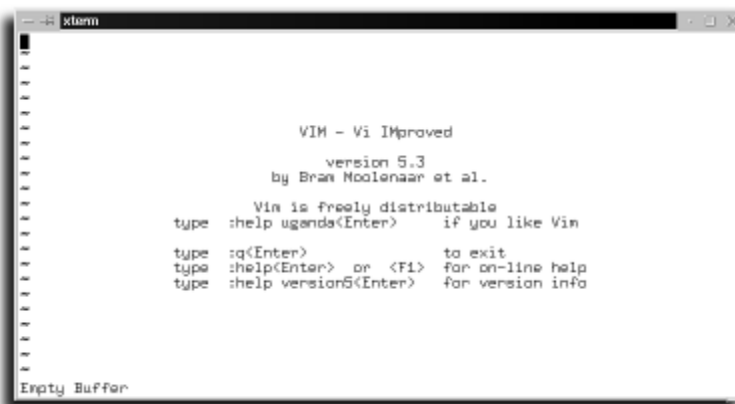 xterm
~
~
~
~
~
~
VIM - Vi IMproved
~
~
version 5.3
~
by Bram Moolenaar et al.
~
~
Vim is freely distributable
~
type :help uganda<Enter> if you like Vim
~
~
type :q<Enter> to exit
~
type :help<Enter> or <F1> for on-line help
~
type :help version5<Enter> for version info
~
~
~
~
~
~
~
Empty Buffer